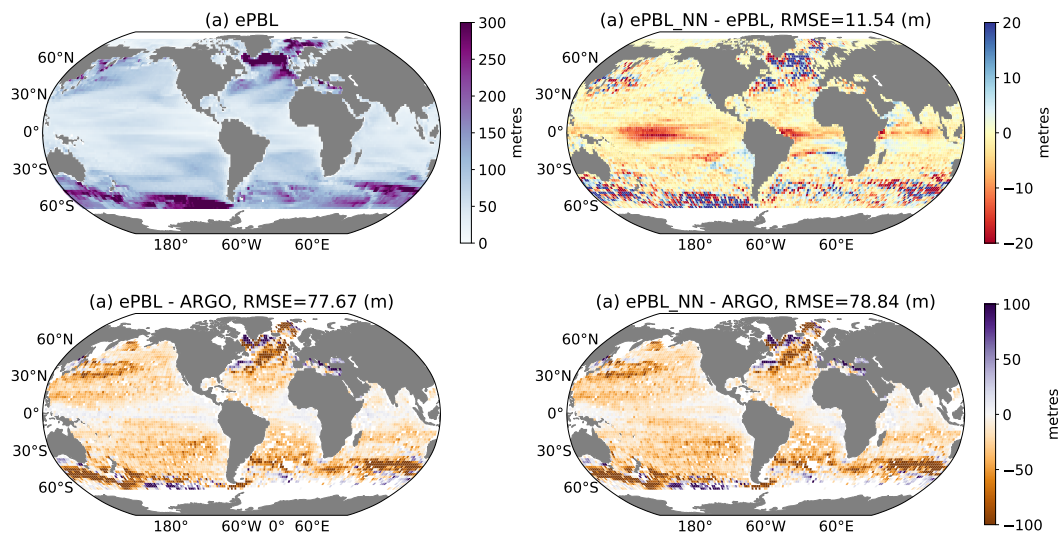 (a) ePBL
60°N
30°N
0°
30°S
60°S
180°
60°W
60°E
300
250
200
150
100
50
0
metres
(a) ePBL_NN - ePBL, RMSE=11.54 (m)
60°N
30°N
0°
30°S
60°S
180°
60°W
60°E
20
10
0
−10
−20
metres
(a) ePBL - ARGO, RMSE=77.67 (m)
60°N
30°N
0°
30°S
60°S
180°
60°W
0°
60°E
(a) ePBL_NN - ARGO, RMSE=78.84 (m)
60°N
30°N
0°
30°S
60°S
180°
60°W
60°E
100
50
0
−50
−100
metres